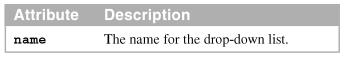 Attribute Description
name The name for the drop-down list.